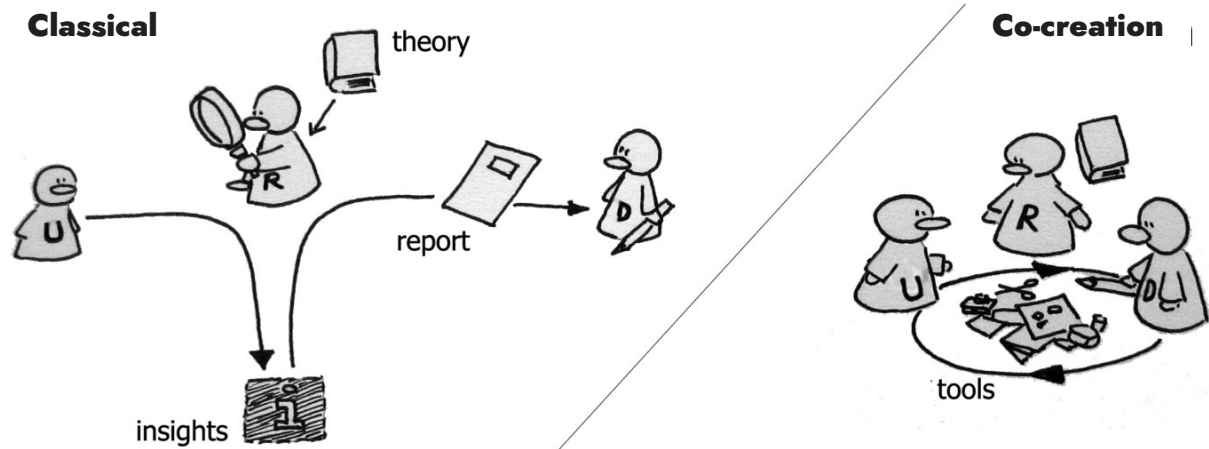 Classical
theory
R
U
D
report
i
insights
Co-creation
R
U
D
tools